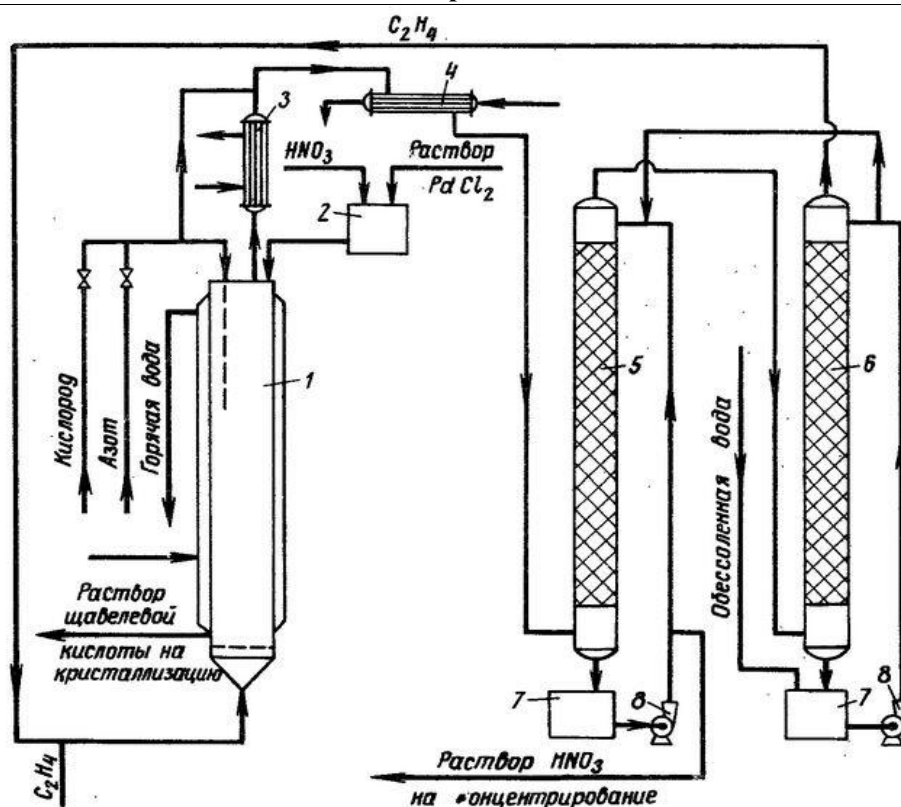 C₂H₄
4
3
HNO₃
Раствор
PdCl₂
2
Кислород
Азот
Горячая вода
1
5
6
Обессоленная вода
Раствор
щавелевой
кислоты на
кристаллизацию
7
8
7
8
C₂H₄
Раствор HNO₃
на концентрирование